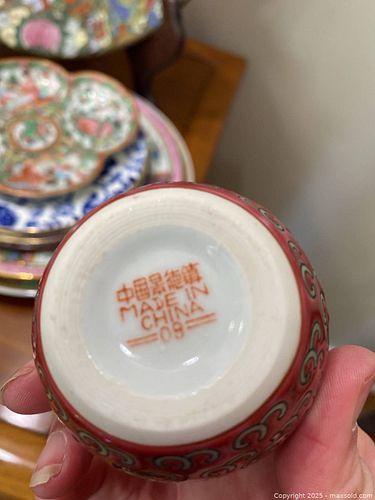 中国景德镇
MADE IN
CHINA
09
Copyright 2025 - maxsold.com